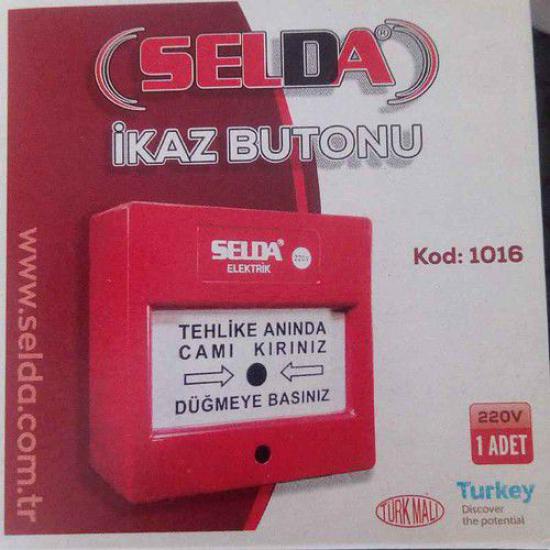 SELDA®
İKAZ BUTONU
www.selda.com.tr
Kod: 1016
SELDA®
ELEKTRİK
220V
TEHLİKE ANINDA
CAMI KIRINIZ
DÜĞMEYE BASINIZ
220V
1 ADET
TÜRK MALI
Turkey
Discover
the potential